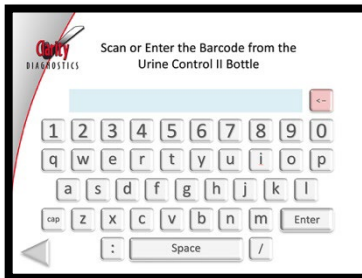 Clarity
DIAGNOSTICS
Scan or Enter the Barcode from the
Urine Control II Bottle
<-
1 2 3 4 5 6 7 8 9 0
q w e r t y u i o p
a s d f g h j k l
cap z x c v b n m Enter
: Space /